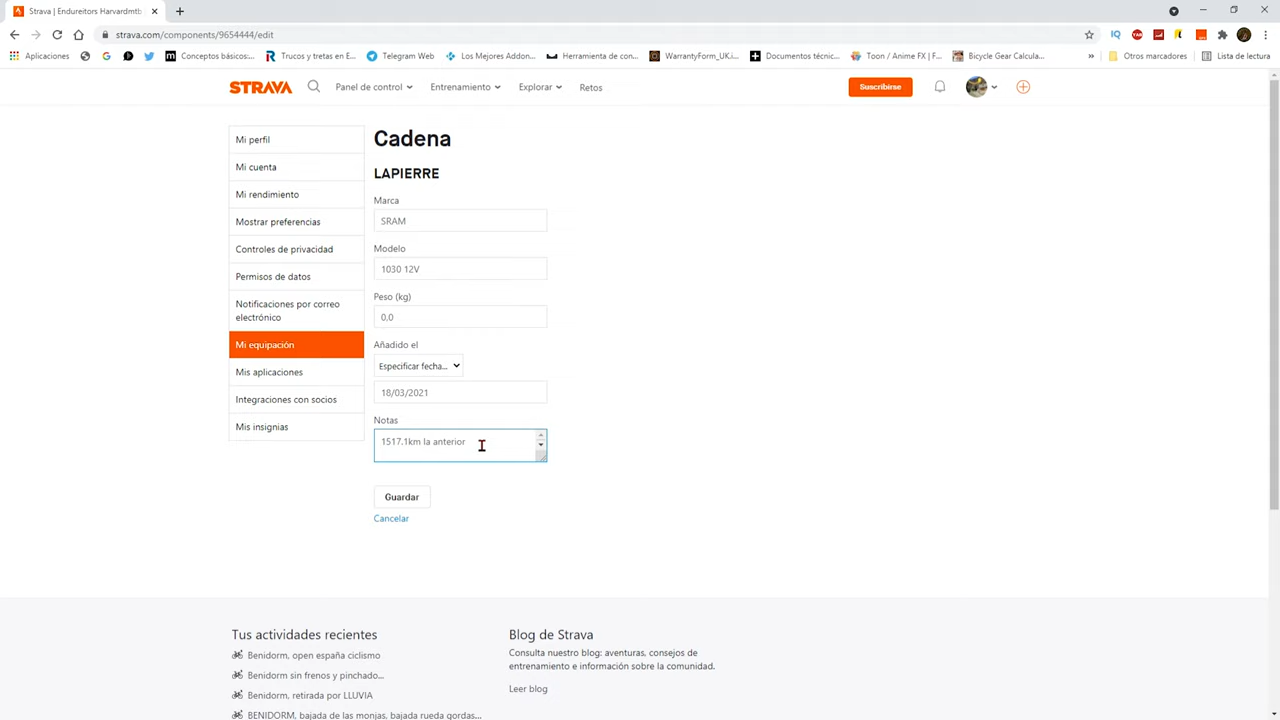 Strava | Endureitors Harvardmtb
strava.com/components/9654444/edit
Aplicaciones
Conceptos básicos:...
Trucos y tretas en E...
Telegram Web
Los Mejores Addon...
Herramienta de con...
WarrantyForm_UK.i...
Documentos técnic...
Toon / Anime FX | F...
Bicycle Gear Calcula...
»
Otros marcadores
Lista de lectura
STRAVA
Panel de control
Entrenamiento
Explorar
Retos
Suscribirse
Mi perfil
Mi cuenta
Mi rendimiento
Mostrar preferencias
Controles de privacidad
Permisos de datos
Notificaciones por correo
electrónico
Mi equipación
Mis aplicaciones
Integraciones con socios
Mis insignias
Cadena
LAPIERRE
Marca
SRAM
Modelo
1030 12V
Peso (kg)
0,0
Añadido el
Especificar fecha...
18/03/2021
Notas
1517.1km la anterior
Guardar
Cancelar
Tus actividades recientes
Benidorm, open españa ciclismo
Benidorm sin frenos y pinchado...
Benidorm, retirada por LLUVIA
BENIDORM, bajada de las monjas, bajada rueda gordas...
Blog de Strava
Consulta nuestro blog: aventuras, consejos de
entrenamiento e información sobre la comunidad.
Leer blog